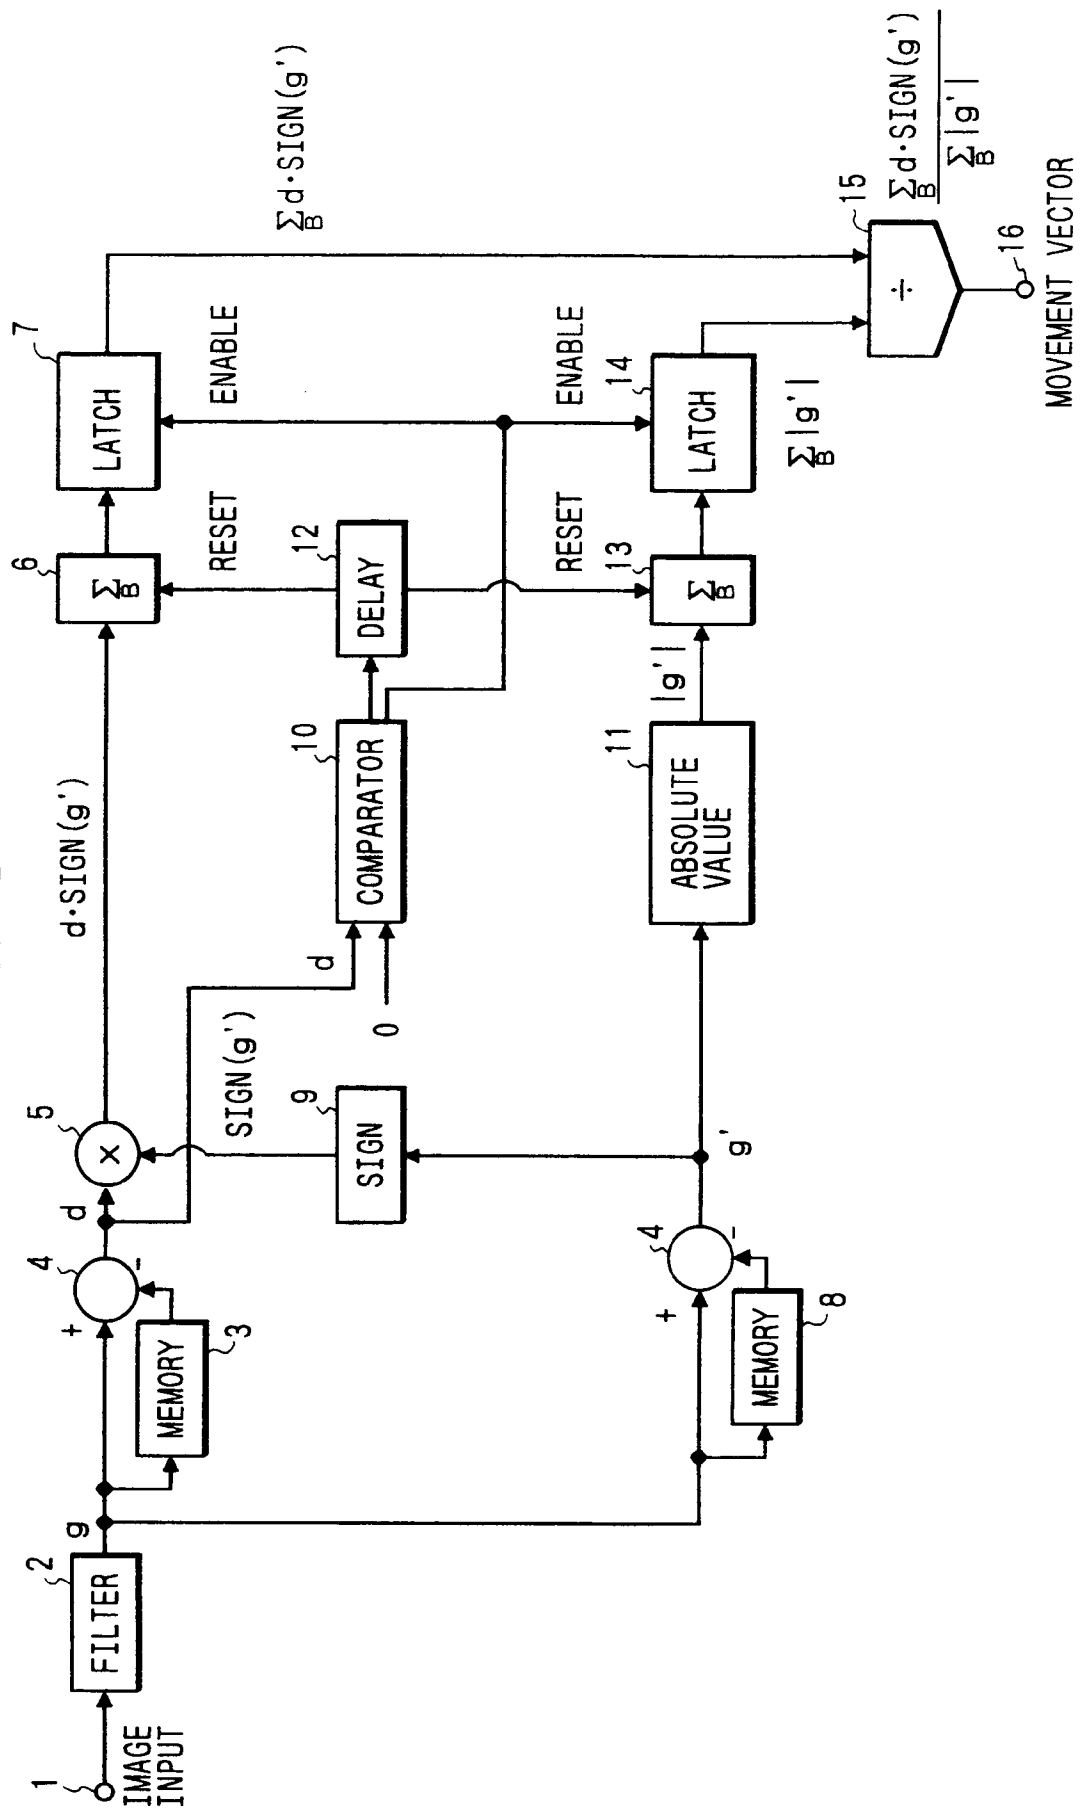 1
IMAGE
INPUT
2
FILTER
g
+
4
-
MEMORY
3
d
5
×
d·SIGN(g')
6
Σ
B
7
LATCH
Σ d·SIGN(g')
B
SIGN(g')
9
SIGN
d
0
10
COMPARATOR
12
DELAY
RESET
ENABLE
RESET
ENABLE
+
4
-
MEMORY
8
g'
11
ABSOLUTE
VALUE
|g'|
13
Σ
B
14
LATCH
Σ |g'|
B
15
÷
Σ d·SIGN(g')
B
Σ |g'|
B
16
MOVEMENT VECTOR